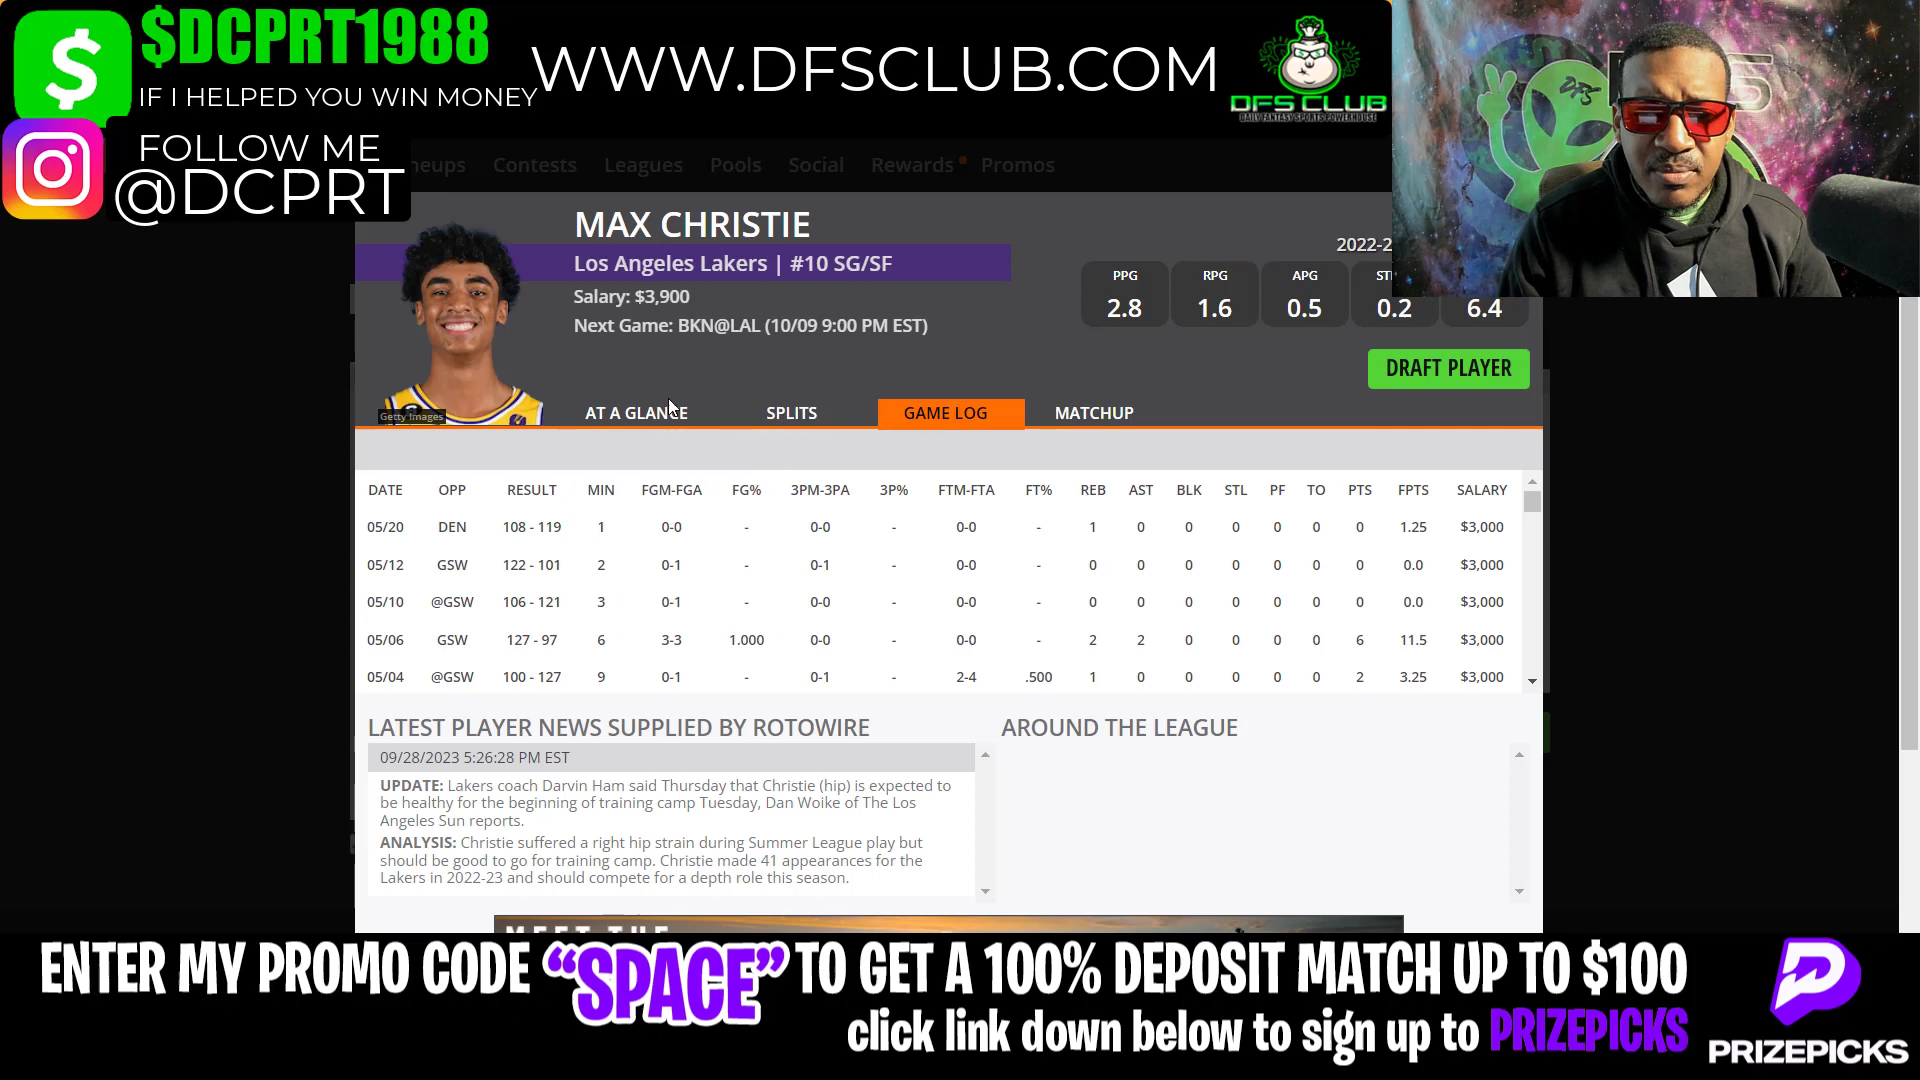 $DCPRT1988
IF I HELPED YOU WIN MONEY
WWW.DFSCLUB.COM
DFS CLUB
DAILY FANTASY SPORTS POWERHOUSE
FOLLOW ME
@DCPRT
neups Contests Leagues Pools Social Rewards Promos
DFS
MAX CHRISTIE
Los Angeles Lakers | #10 SG/SF
Salary: $3,900
Next Game: BKN@LAL (10/09 9:00 PM EST)
2022-2
PPG RPG APG ST
2.8 1.6 0.5 0.2 6.4
DRAFT PLAYER
Getty Images
AT A GLANCE SPLITS GAME LOG MATCHUP
DATE OPP RESULT MIN FGM-FGA FG% 3PM-3PA 3P% FTM-FTA FT% REB AST BLK STL PF TO PTS FPTS SALARY
05/20 DEN 108 - 119 1 0-0 - 0-0 - 0-0 - 1 0 0 0 0 0 0 1.25 $3,000
05/12 GSW 122 - 101 2 0-1 - 0-1 - 0-0 - 0 0 0 0 0 0 0 0.0 $3,000
05/10 @GSW 106 - 121 3 0-1 - 0-0 - 0-0 - 0 0 0 0 0 0 0 0.0 $3,000
05/06 GSW 127 - 97 6 3-3 1.000 0-0 - 0-0 - 2 2 0 0 0 0 6 11.5 $3,000
05/04 @GSW 100 - 127 9 0-1 - 0-1 - 2-4 .500 1 0 0 0 0 0 2 3.25 $3,000
LATEST PLAYER NEWS SUPPLIED BY ROTOWIRE
09/28/2023 5:26:28 PM EST
UPDATE: Lakers coach Darvin Ham said Thursday that Christie (hip) is expected to
be healthy for the beginning of training camp Tuesday, Dan Woike of The Los
Angeles Sun reports.
ANALYSIS: Christie suffered a right hip strain during Summer League play but
should be good to go for training camp. Christie made 41 appearances for the
Lakers in 2022-23 and should compete for a depth role this season.
AROUND THE LEAGUE
MEET THE
ENTER MY PROMO CODE "SPACE" TO GET A 100% DEPOSIT MATCH UP TO $100
click link down below to sign up to PRIZEPICKS
PRIZEPICKS